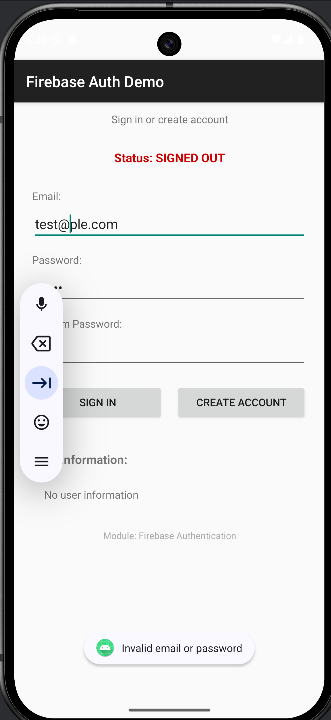 Firebase Auth Demo
Sign in or create account
Status: SIGNED OUT
Email:
test@ple.com
Password:
m Password:
SIGN IN
CREATE ACCOUNT
nformation:
No user information
Module: Firebase Authentication
Invalid email or password